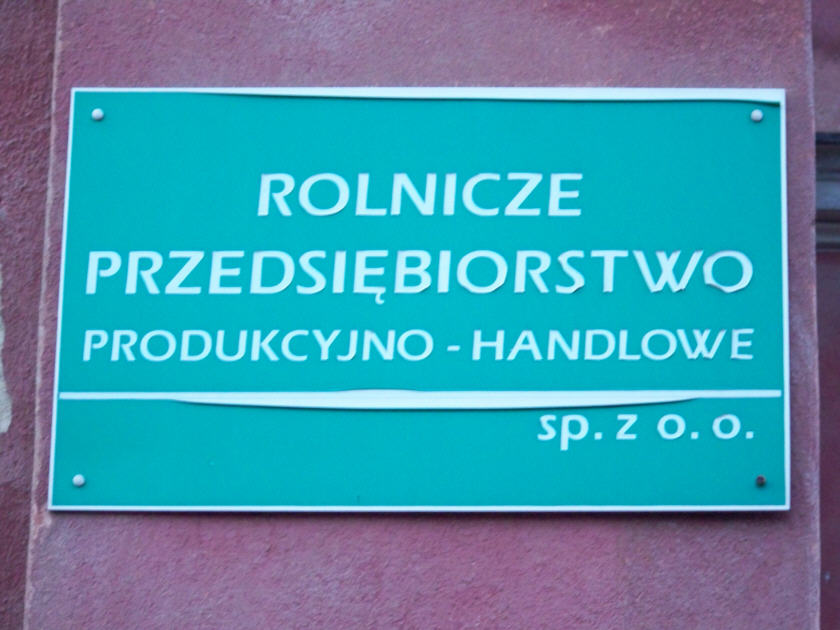 ROLNICZE
PRZEDSIĘBIORSTWO
PRODUKCYJNO - HANDLOWE
sp. z o. o.